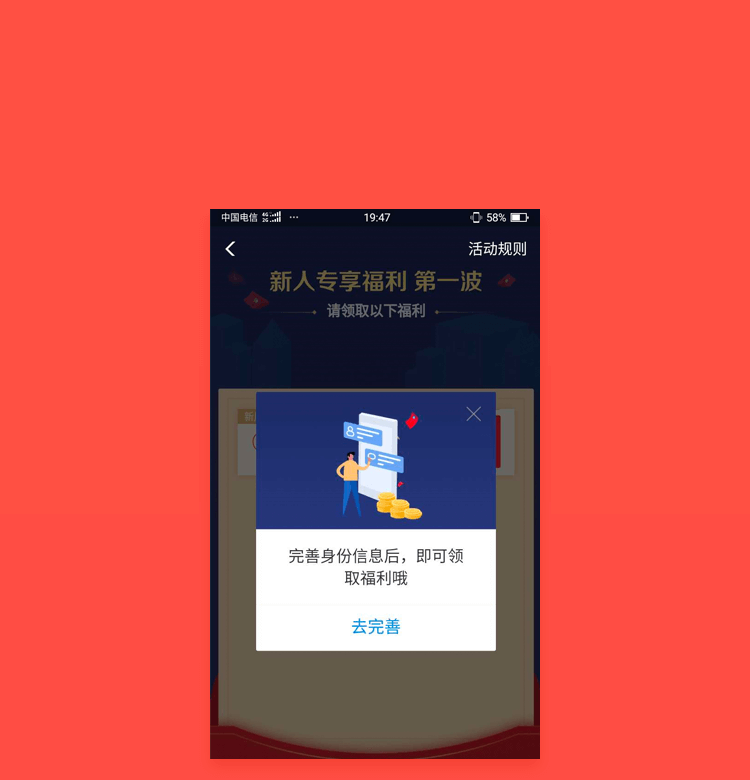 中国电信 ··· 19:47 58%
活动规则
新人专享福利 第一波
请领取以下福利
完善身份信息后，即可领
取福利哦
去完善